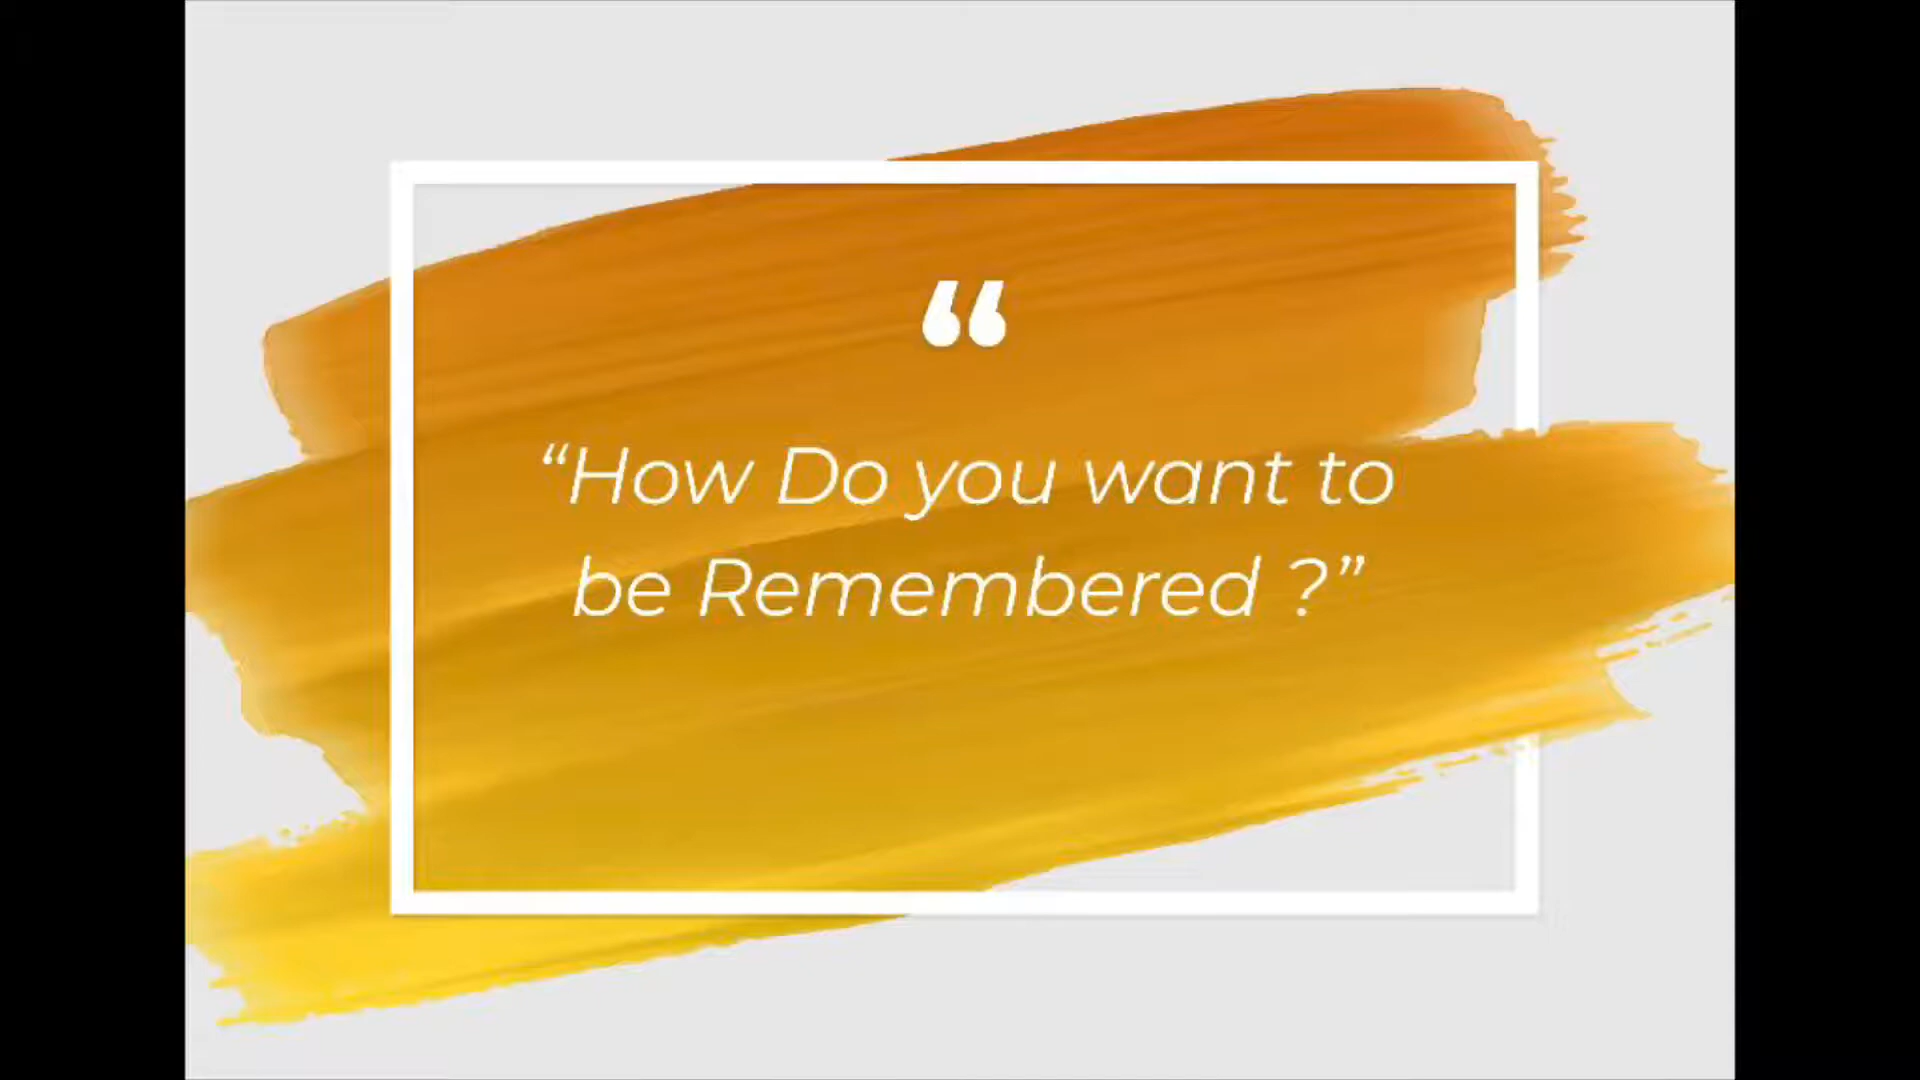 “
“How Do you want to
be Remembered ?”